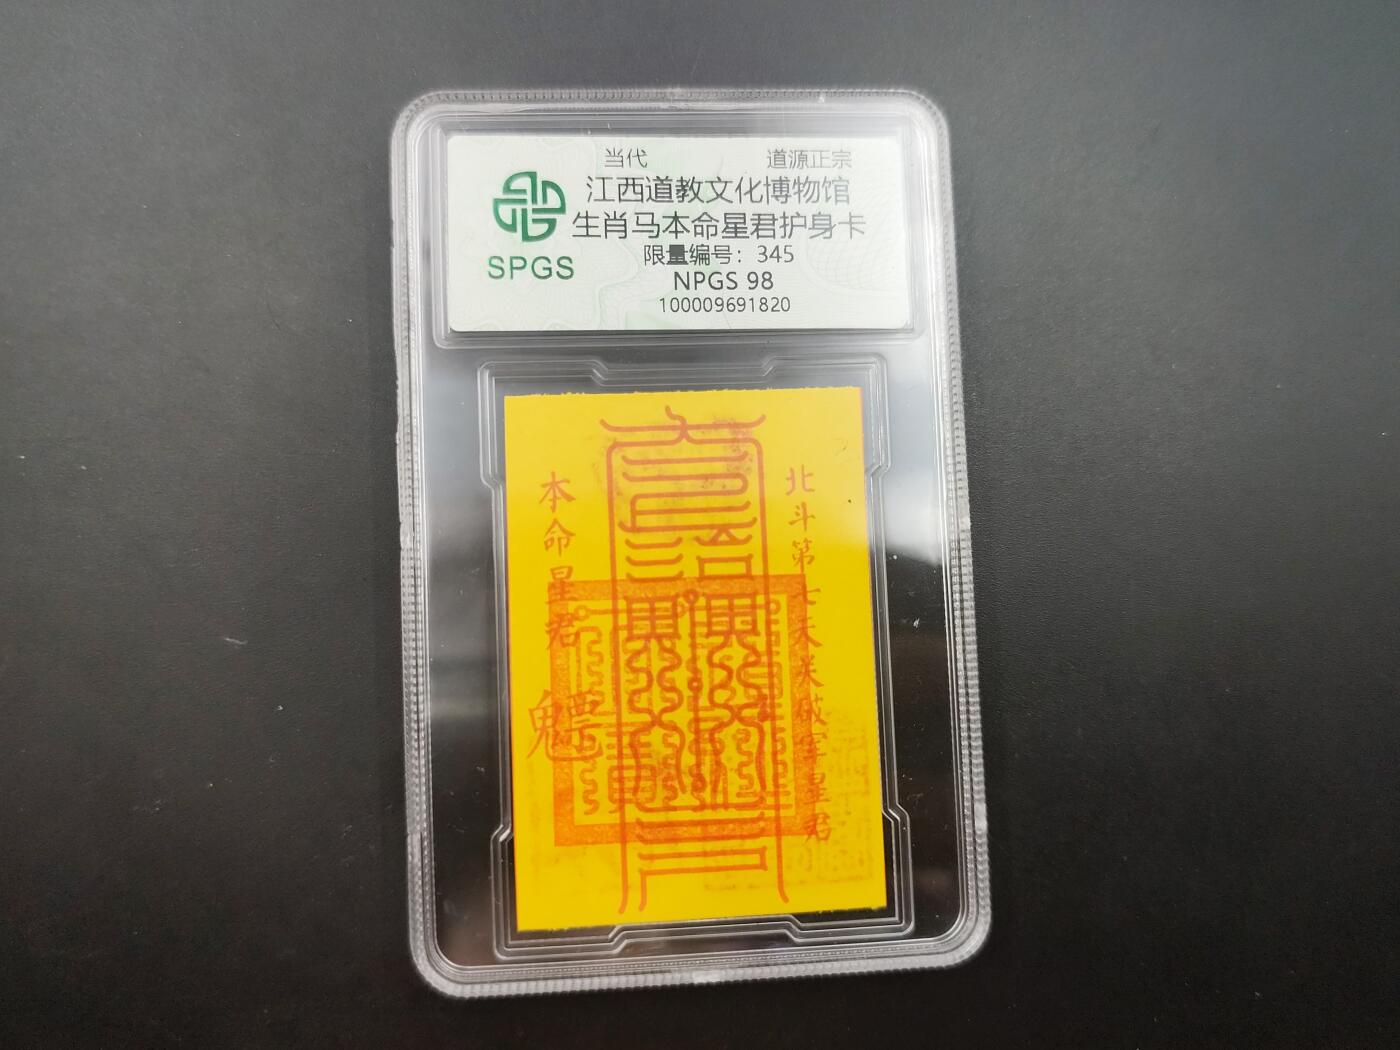 当代 道源正宗
江西道教文化博物馆
生肖马本命星君护身卡
限量编号：345
NPGS 98
100009691820
SPGS
北斗第七天关破军星君
本命星君